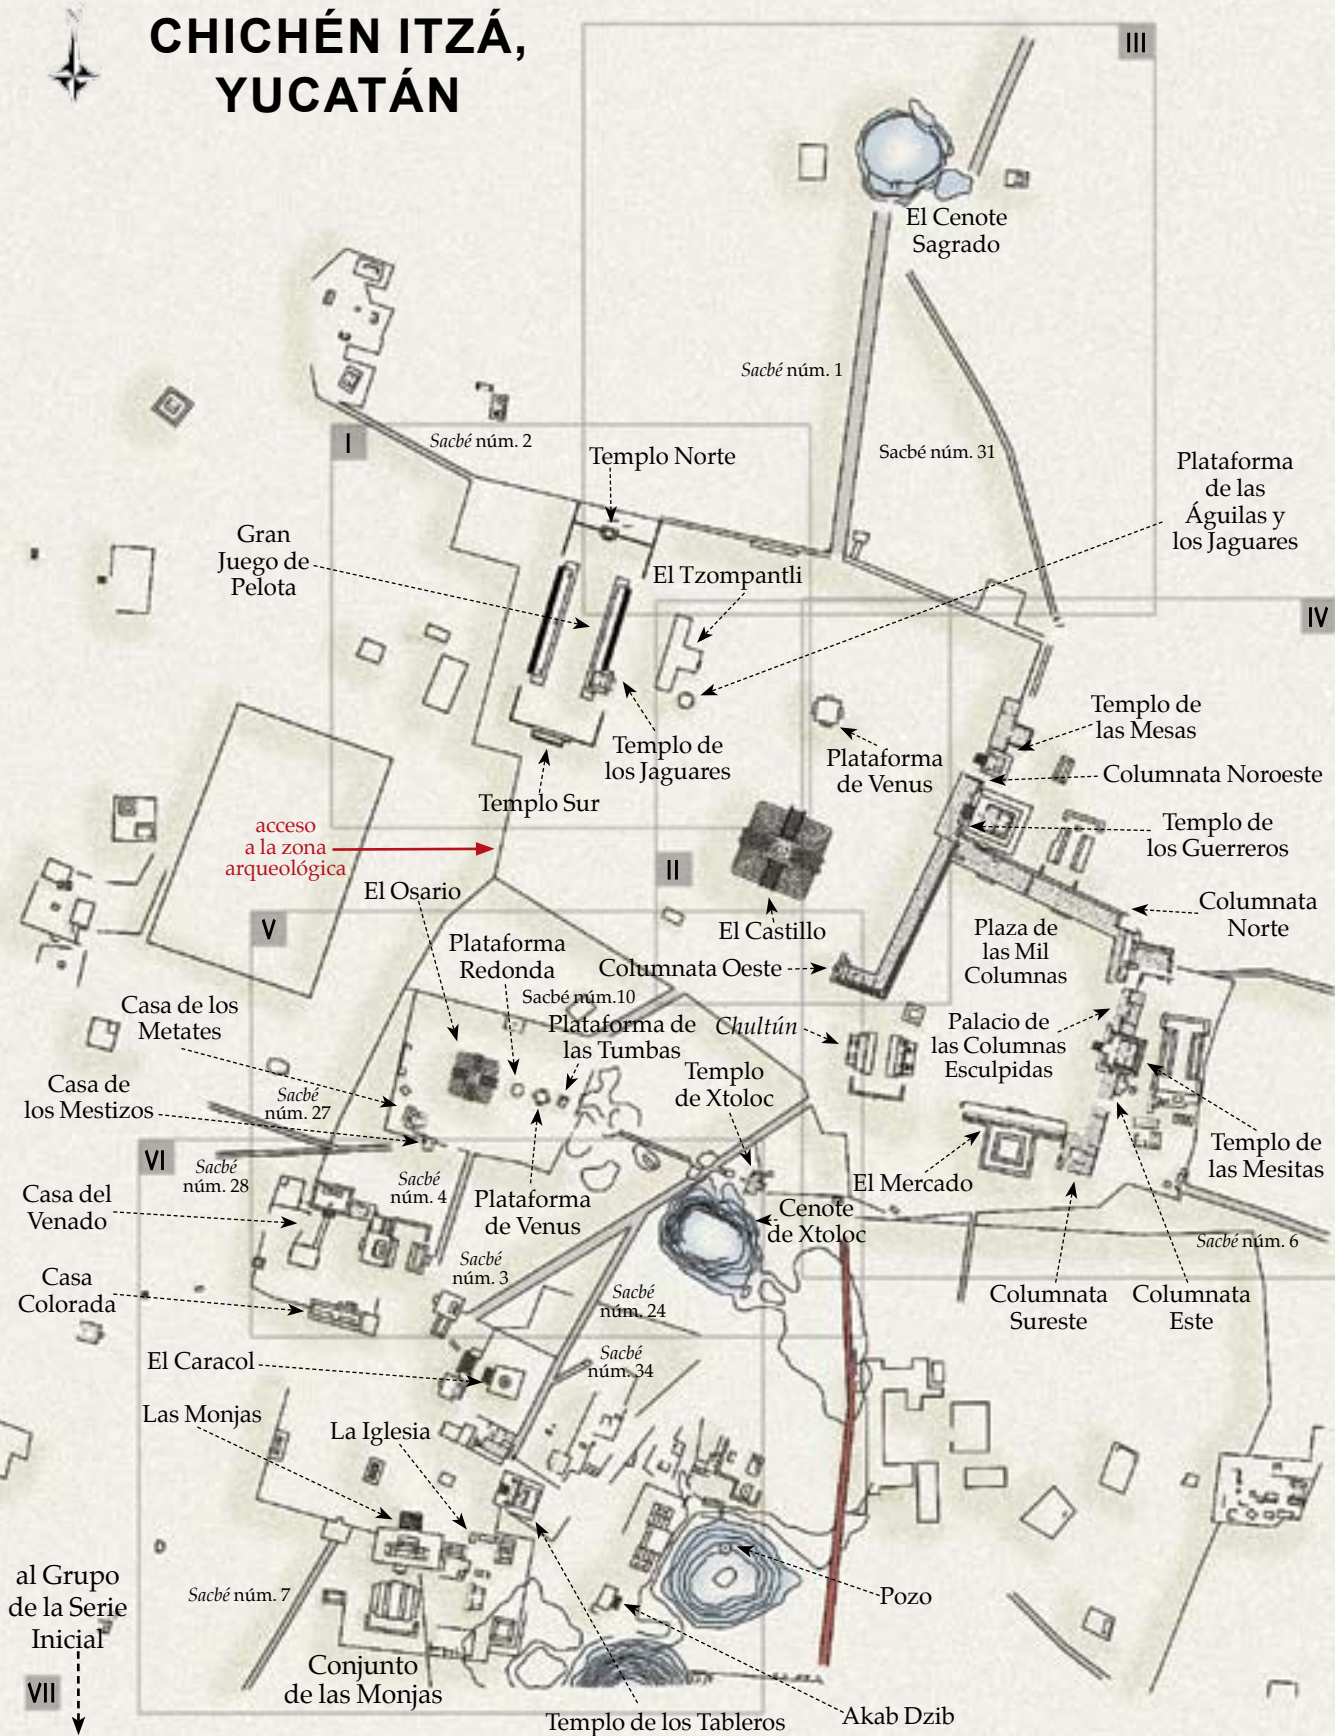 CHICHÉN ITZÁ,
YUCATÁN
III
El Cenote
Sagrado
Sacbé núm. 1
I
Sacbé núm. 2
Templo Norte
Sacbé núm. 31
Plataforma
de las
Águilas y
los Jaguares
Gran
Juego de
Pelota
El Tzompantli
IV
Templo de
las Mesas
Templo de
los Jaguares
Plataforma
de Venus
Columnata Noroeste
Templo Sur
acceso
a la zona
arqueológica
Templo de
los Guerreros
II
El Osario
Columnata
Norte
V
El Castillo
Plaza de
las Mil
Columnas
Plataforma
Redonda
Columnata Oeste
Sacbé núm.10
Casa de los
Metates
Plataforma de
las Tumbas
Chultún
Palacio de
las Columnas
Esculpidas
Templo
de Xtoloc
Casa de
los Mestizos
Sacbé
núm. 27
VI
Sacbé
núm. 28
Sacbé
núm. 4
Templo de
las Mesitas
El Mercado
Casa del
Venado
Plataforma
de Venus
Cenote
de Xtoloc
Sacbé núm. 6
Sacbé
núm. 3
Casa
Colorada
Sacbé
núm. 24
Columnata
Sureste
Columnata
Este
El Caracol
Sacbé
núm. 34
Las Monjas
La Iglesia
al Grupo
de la Serie
Inicial
Sacbé núm. 7
Pozo
VII
Conjunto
de las Monjas
Templo de los Tableros
Akab Dzib